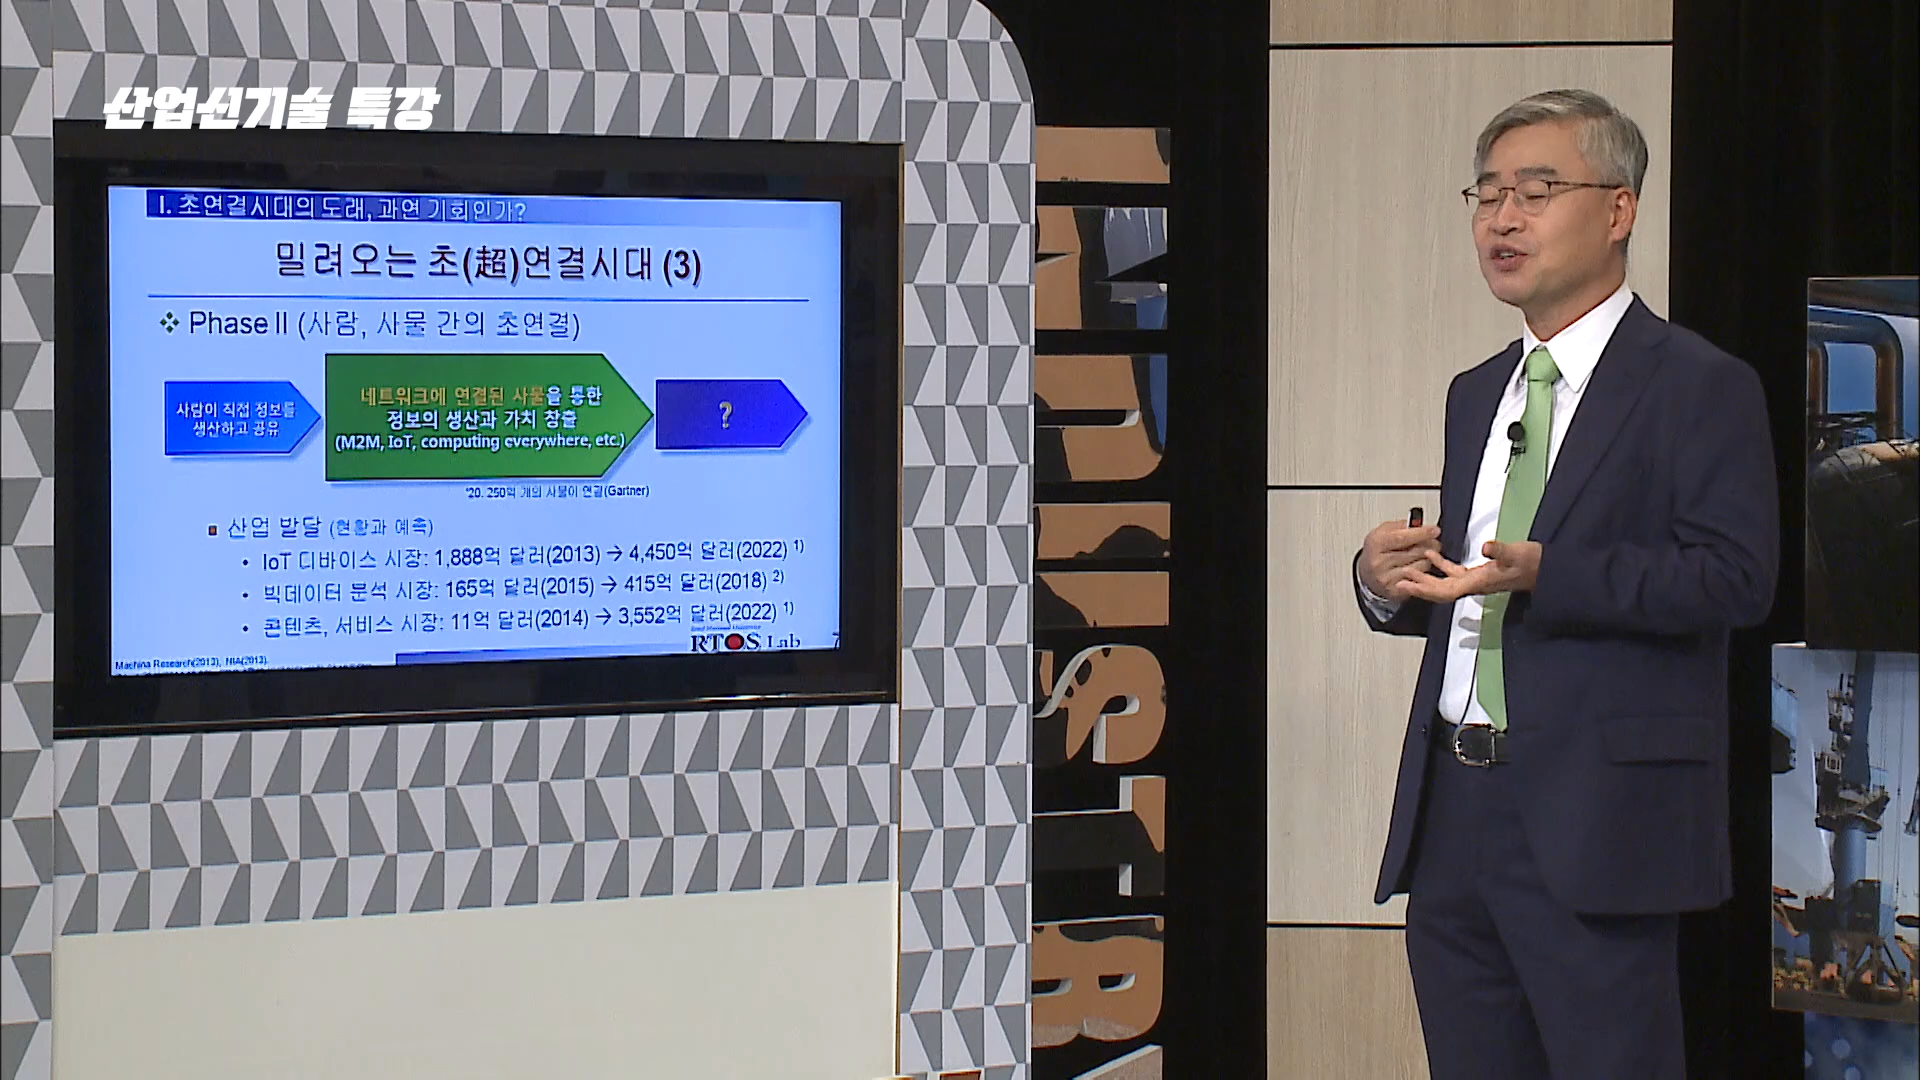 산업신기술 특강
I. 초연결시대의 도래, 과연 기회인가?
밀려오는 초(超)연결시대 (3)
Phase II (사람, 사물 간의 초연결)
사람이 직접 정보를
생산하고 공유
네트워크에 연결된 사물을 통한
정보의 생산과 가치 창출
(M2M, IoT, computing everywhere, etc.)
?
'20. 250억 개의 사물이 연결(Gartner)
산업 발달 (현황과 예측)
IoT 디바이스 시장: 1,888억 달러(2013) → 4,450억 달러(2022) 1)
빅데이터 분석 시장: 165억 달러(2015) → 415억 달러(2018) 2)
콘텐츠, 서비스 시장: 11억 달러(2014) → 3,552억 달러(2022) 1)
RTOS Lab
7
Machina Research(2013), NIA(2013).